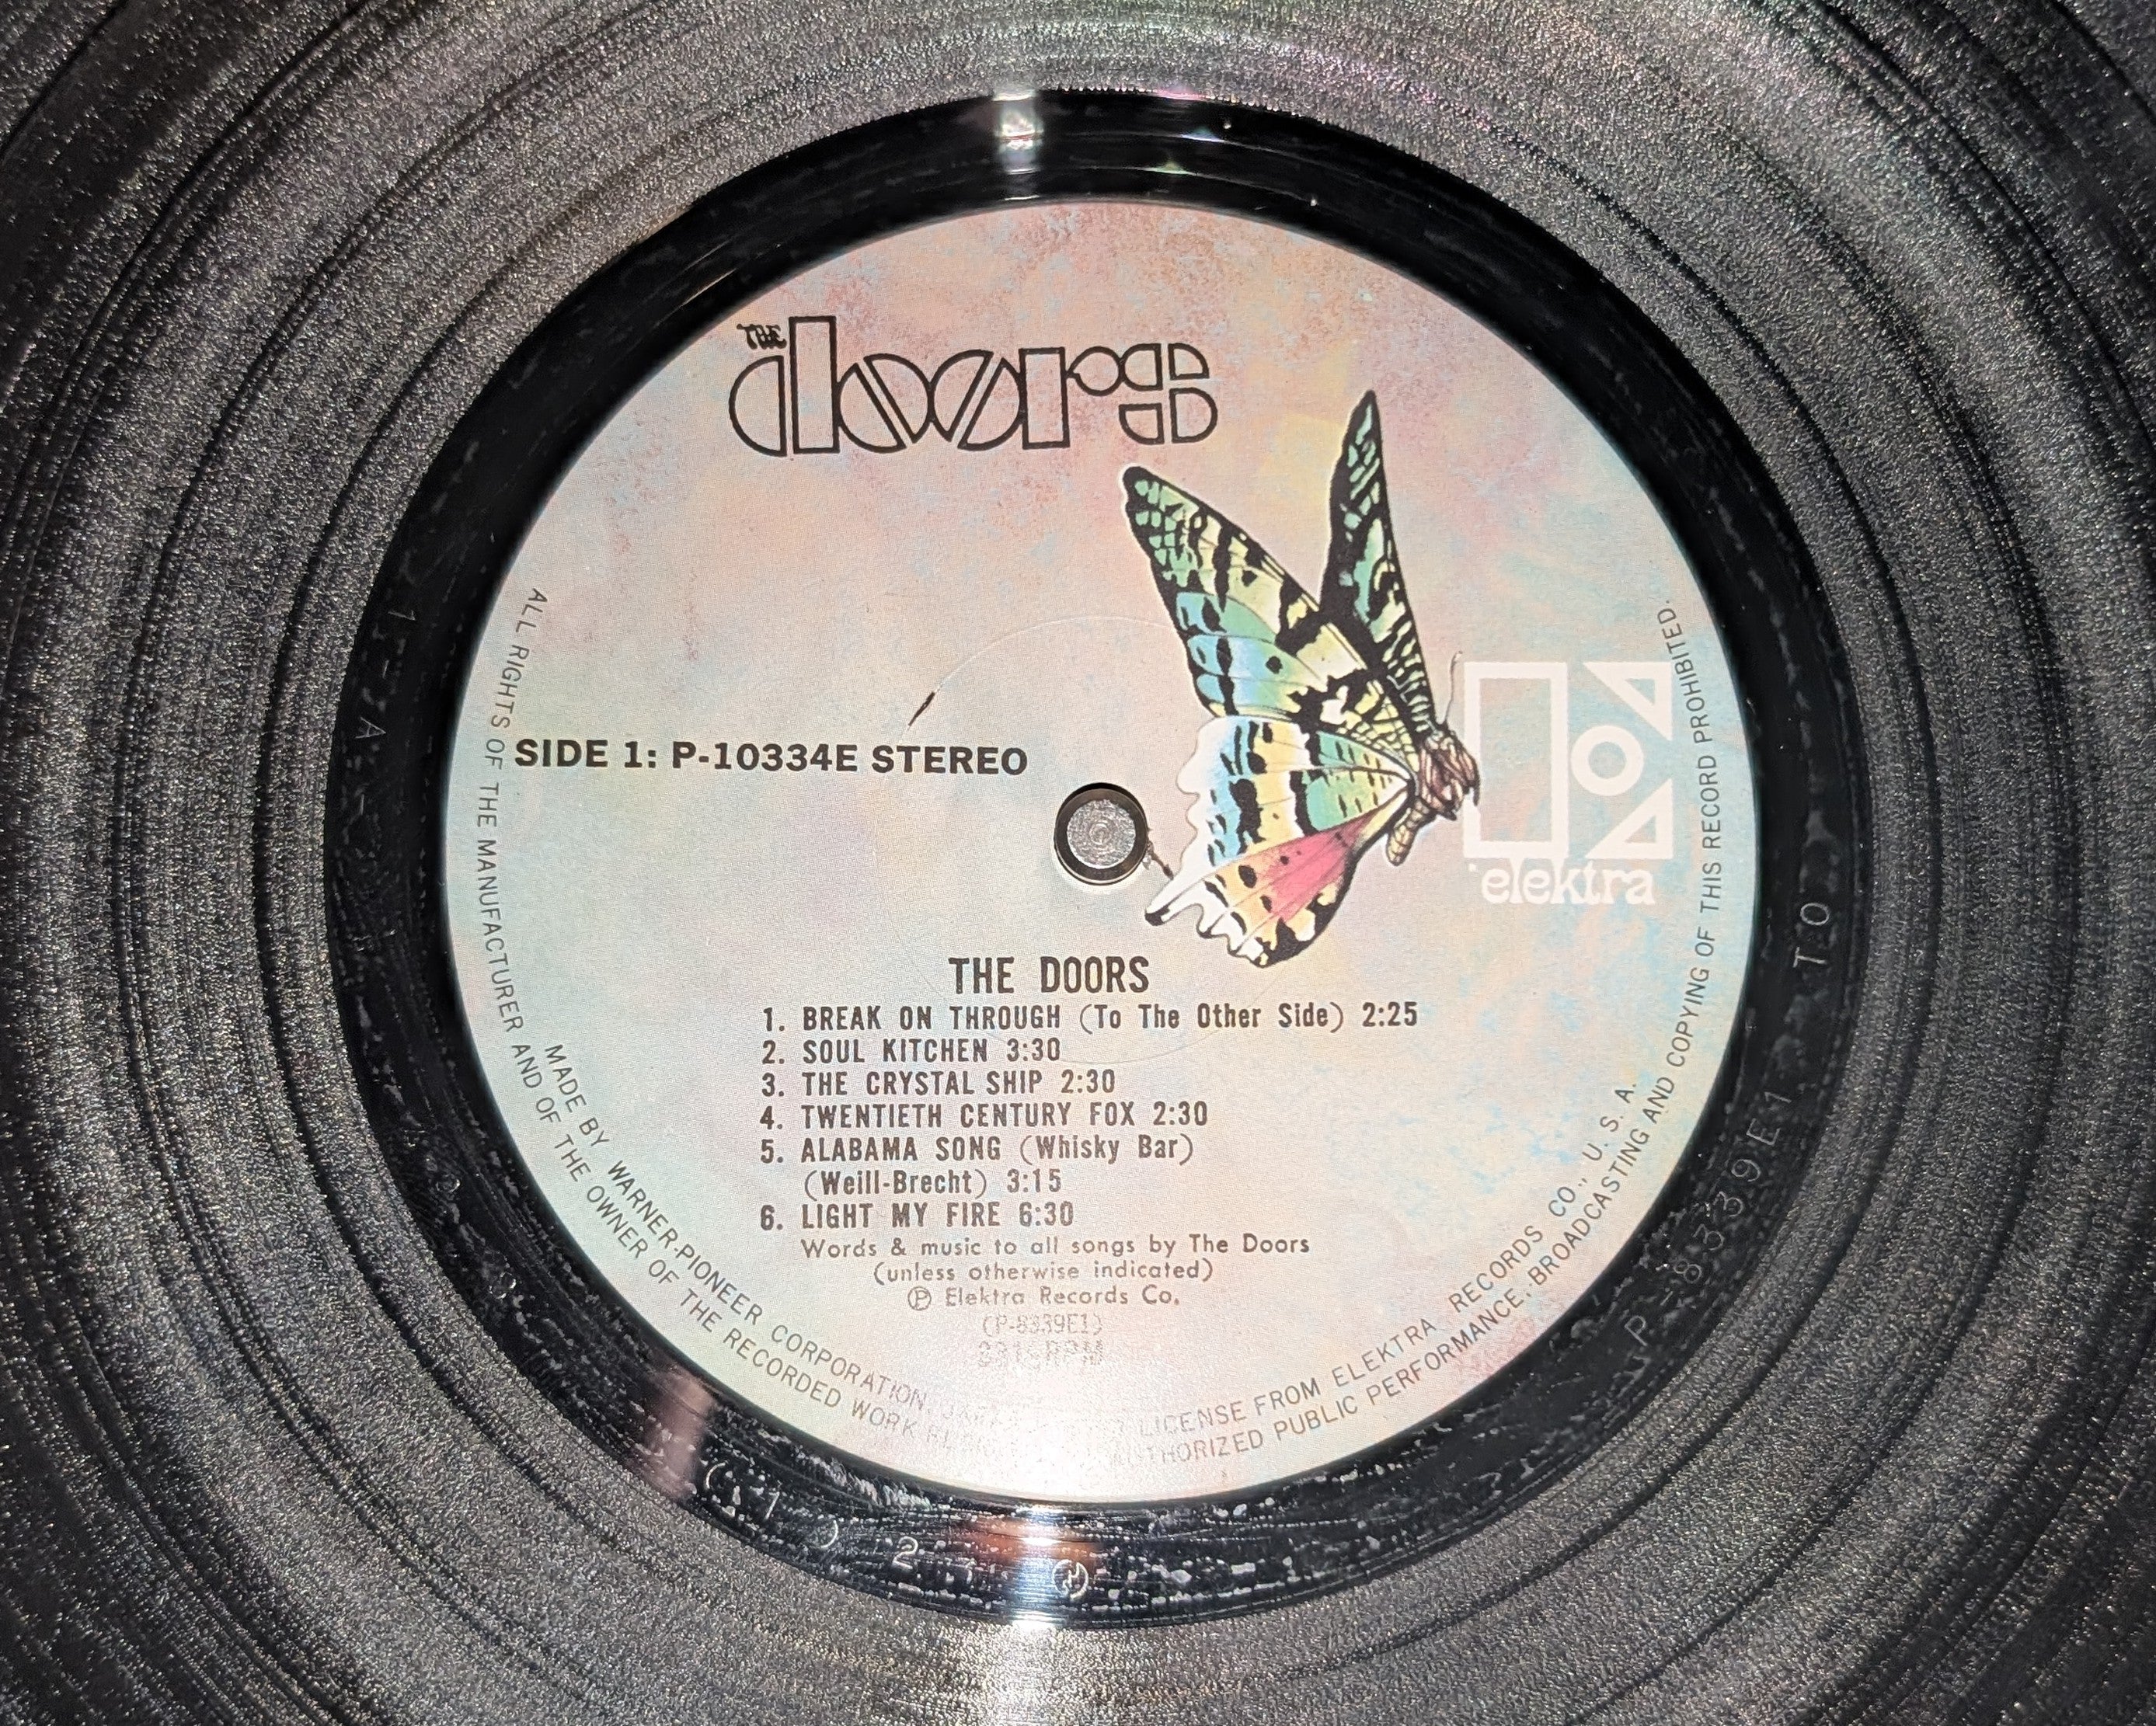 THE
doors
SIDE 1: P-10334E STEREO
elektra
THE DOORS
1. BREAK ON THROUGH (To The Other Side) 2:25
2. SOUL KITCHEN 3:30
3. THE CRYSTAL SHIP 2:30
4. TWENTIETH CENTURY FOX 2:30
5. ALABAMA SONG (Whisky Bar)
(Weill-Brecht) 3:15
6. LIGHT MY FIRE 6:30
Words & music to all songs by The Doors
(unless otherwise indicated)
Ⓟ Elektra Records Co.
(P-8339E1)
33⅓RPM
MADE BY WARNER-PIONEER CORPORATION, LICENSE FROM ELEKTRA RECORDS CO., U. S. A.
ALL RIGHTS OF THE MANUFACTURER AND OF THE OWNER OF THE RECORDED WORK PUBLIC PERFORMANCE, BROADCASTING AND COPYING OF THIS RECORD PROHIBITED.
P-8339E1 TO